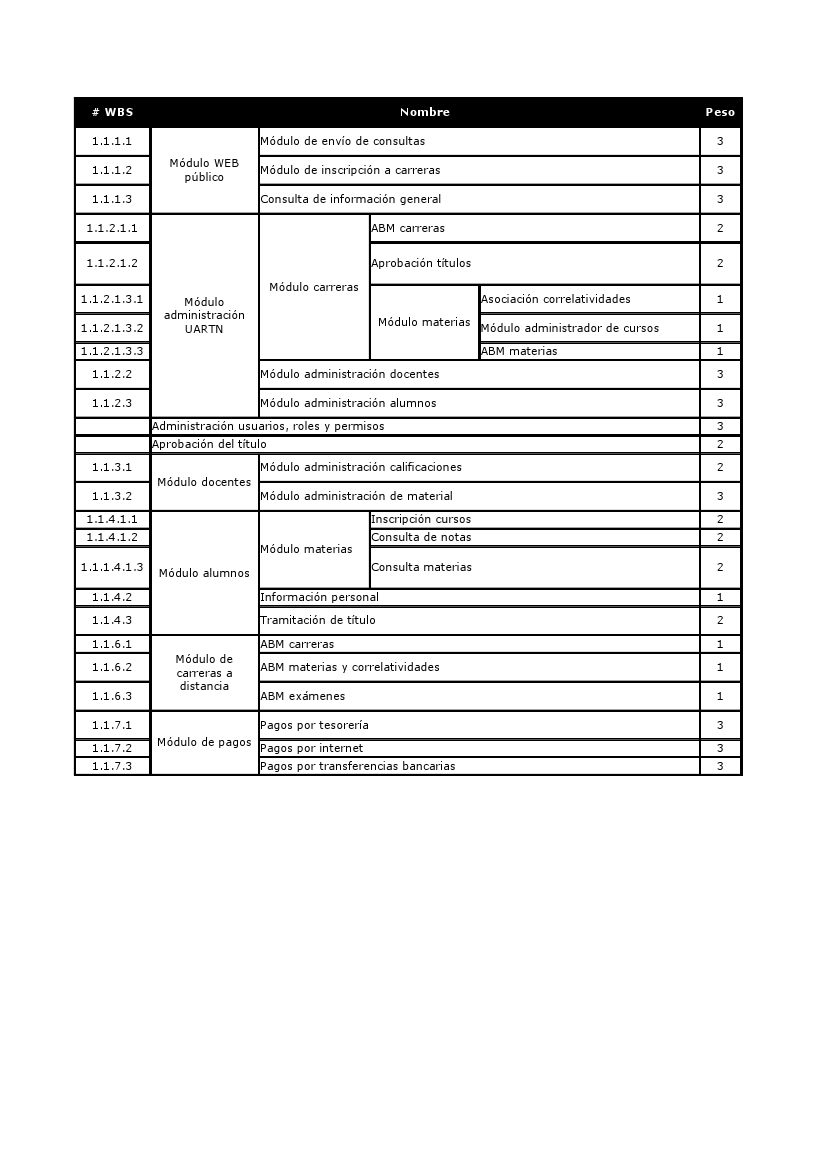 # WBS Nombre Peso
1.1.1.1 Módulo WEB público Módulo de envío de consultas 3
1.1.1.2 Módulo de inscripción a carreras 3
1.1.1.3 Consulta de información general 3
1.1.2.1.1 Módulo administración UARTN Módulo carreras ABM carreras 2
1.1.2.1.2 Aprobación títulos 2
1.1.2.1.3.1 Módulo materias Asociación correlatividades 1
1.1.2.1.3.2 Módulo administrador de cursos 1
1.1.2.1.3.3 ABM materias 1
1.1.2.2 Módulo administración docentes 3
1.1.2.3 Módulo administración alumnos 3
Administración usuarios, roles y permisos 3
Aprobación del título 2
1.1.3.1 Módulo docentes Módulo administración calificaciones 2
1.1.3.2 Módulo administración de material 3
1.1.4.1.1 Módulo alumnos Módulo materias Inscripción cursos 2
1.1.4.1.2 Consulta de notas 2
1.1.1.4.1.3 Consulta materias 2
1.1.4.2 Información personal 1
1.1.4.3 Tramitación de título 2
1.1.6.1 Módulo de carreras a distancia ABM carreras 1
1.1.6.2 ABM materias y correlatividades 1
1.1.6.3 ABM exámenes 1
1.1.7.1 Módulo de pagos Pagos por tesorería 3
1.1.7.2 Pagos por internet 3
1.1.7.3 Pagos por transferencias bancarias 3